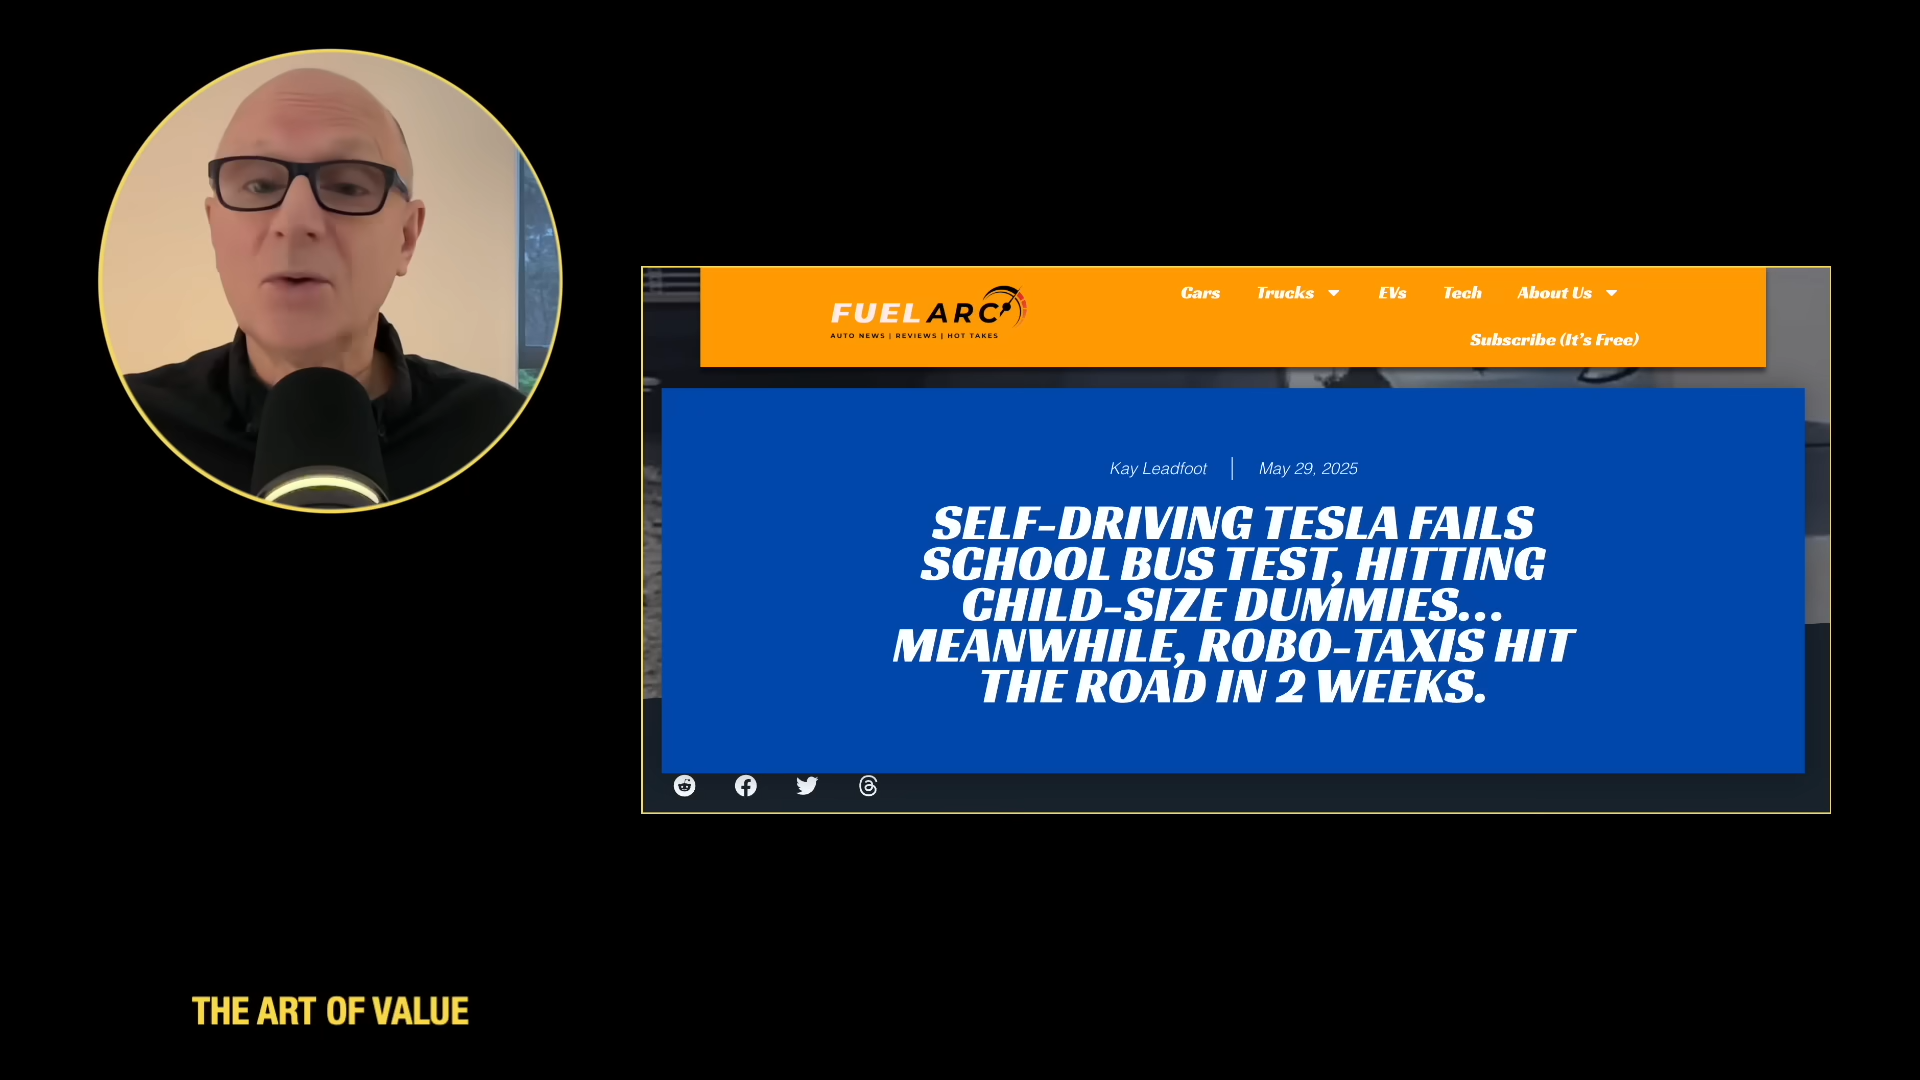 FUEL ARC
AUTO NEWS | REVIEWS | HOT TAKES
Cars Trucks EVs Tech About Us
Subscribe (It's Free)
Kay Leadfoot | May 29, 2025
SELF-DRIVING TESLA FAILS
SCHOOL BUS TEST, HITTING
CHILD-SIZE DUMMIES...
MEANWHILE, ROBO-TAXIS HIT
THE ROAD IN 2 WEEKS.
THE ART OF VALUE